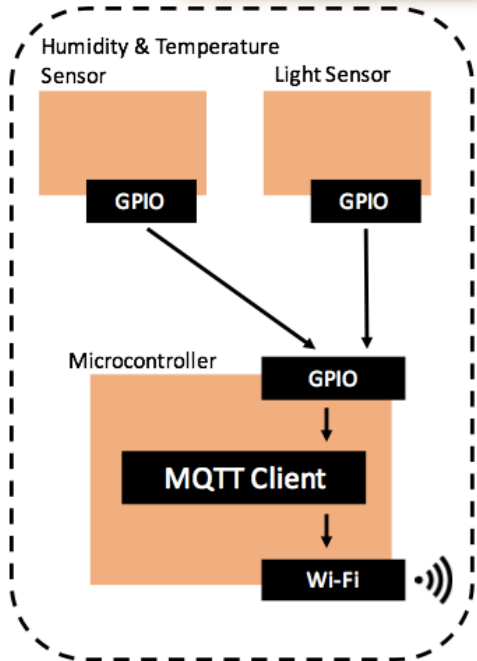 Humidity & Temperature
Sensor
Light Sensor
GPIO
GPIO
Microcontroller
GPIO
MQTT Client
Wi-Fi